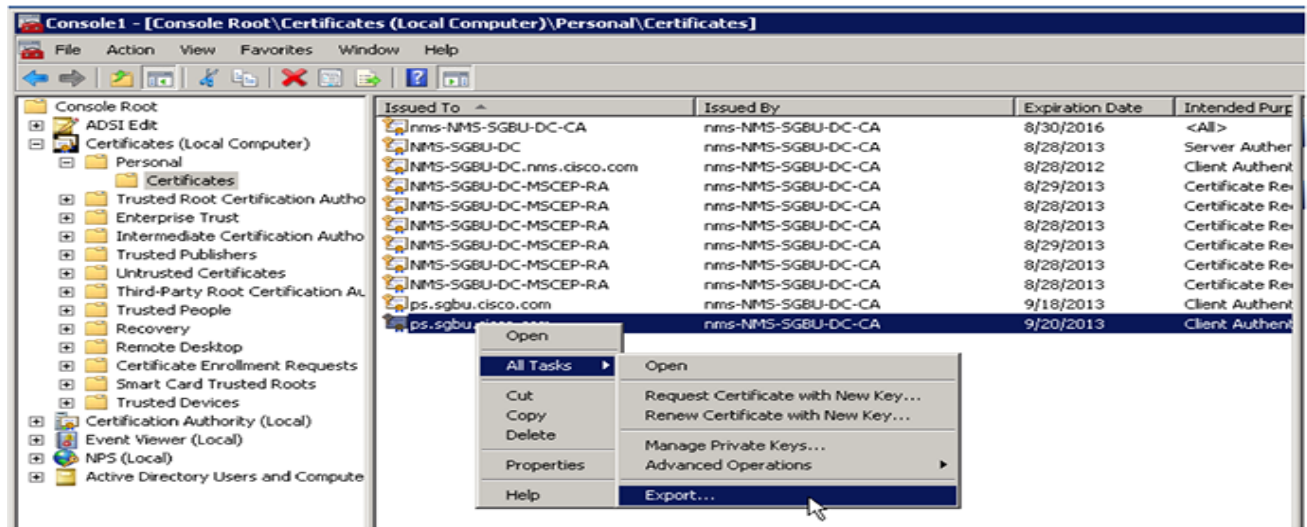 Console1 - [Console Root\Certificates (Local Computer)\Personal\Certificates]
File Action View Favorites Window Help
Console Root
ADSI Edit
Certificates (Local Computer)
Personal
Certificates
Trusted Root Certification Autho
Enterprise Trust
Intermediate Certification Autho
Trusted Publishers
Untrusted Certificates
Third-Party Root Certification Au
Trusted People
Recovery
Remote Desktop
Certificate Enrollment Requests
Smart Card Trusted Roots
Trusted Devices
Certification Authority (Local)
Event Viewer (Local)
NPS (Local)
Active Directory Users and Compute
Issued To Issued By Expiration Date Intended Purp
nms-NMS-SGBU-DC-CA nms-NMS-SGBU-DC-CA 8/30/2016 <All>
NMS-SGBU-DC nms-NMS-SGBU-DC-CA 8/28/2013 Server Auther
NMS-SGBU-DC.nms.cisco.com nms-NMS-SGBU-DC-CA 8/28/2012 Client Authent
NMS-SGBU-DC-MSCEP-RA nms-NMS-SGBU-DC-CA 8/29/2013 Certificate Re
NMS-SGBU-DC-MSCEP-RA nms-NMS-SGBU-DC-CA 8/28/2013 Certificate Re
NMS-SGBU-DC-MSCEP-RA nms-NMS-SGBU-DC-CA 8/28/2013 Certificate Re
NMS-SGBU-DC-MSCEP-RA nms-NMS-SGBU-DC-CA 8/29/2013 Certificate Re
NMS-SGBU-DC-MSCEP-RA nms-NMS-SGBU-DC-CA 8/28/2013 Certificate Re
NMS-SGBU-DC-MSCEP-RA nms-NMS-SGBU-DC-CA 8/28/2013 Certificate Re
ps.sgbu.cisco.com nms-NMS-SGBU-DC-CA 9/18/2013 Client Authent
ps.sgbu.cisco.com nms-NMS-SGBU-DC-CA 9/20/2013 Client Authent
Open
All Tasks
Cut
Copy
Delete
Properties
Help
Open
Request Certificate with New Key...
Renew Certificate with New Key...
Manage Private Keys...
Advanced Operations
Export...